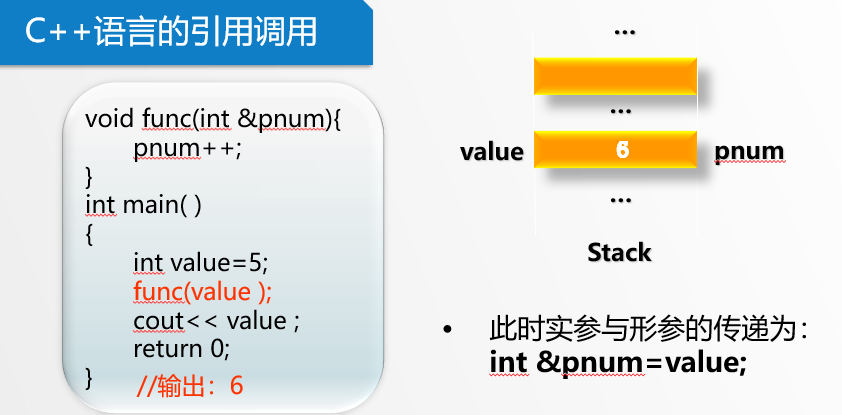 C++语言的引用调用
void func(int &pnum){
pnum++;
}
int main( )
{
int value=5;
func(value );
cout<< value ;
return 0;
}
//输出：6
...
...
value
6
pnum
...
Stack
• 此时实参与形参的传递为：
int &pnum=value;